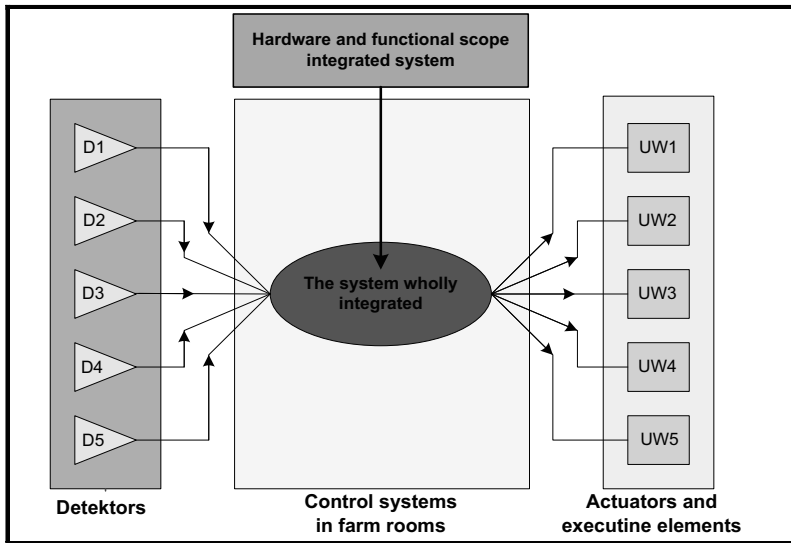 Hardware and functional scope
integrated system
D1
D2
D3
D4
D5
The system wholly
integrated
UW1
UW2
UW3
UW4
UW5
Detektors
Control systems
in farm rooms
Actuators and
executine elements